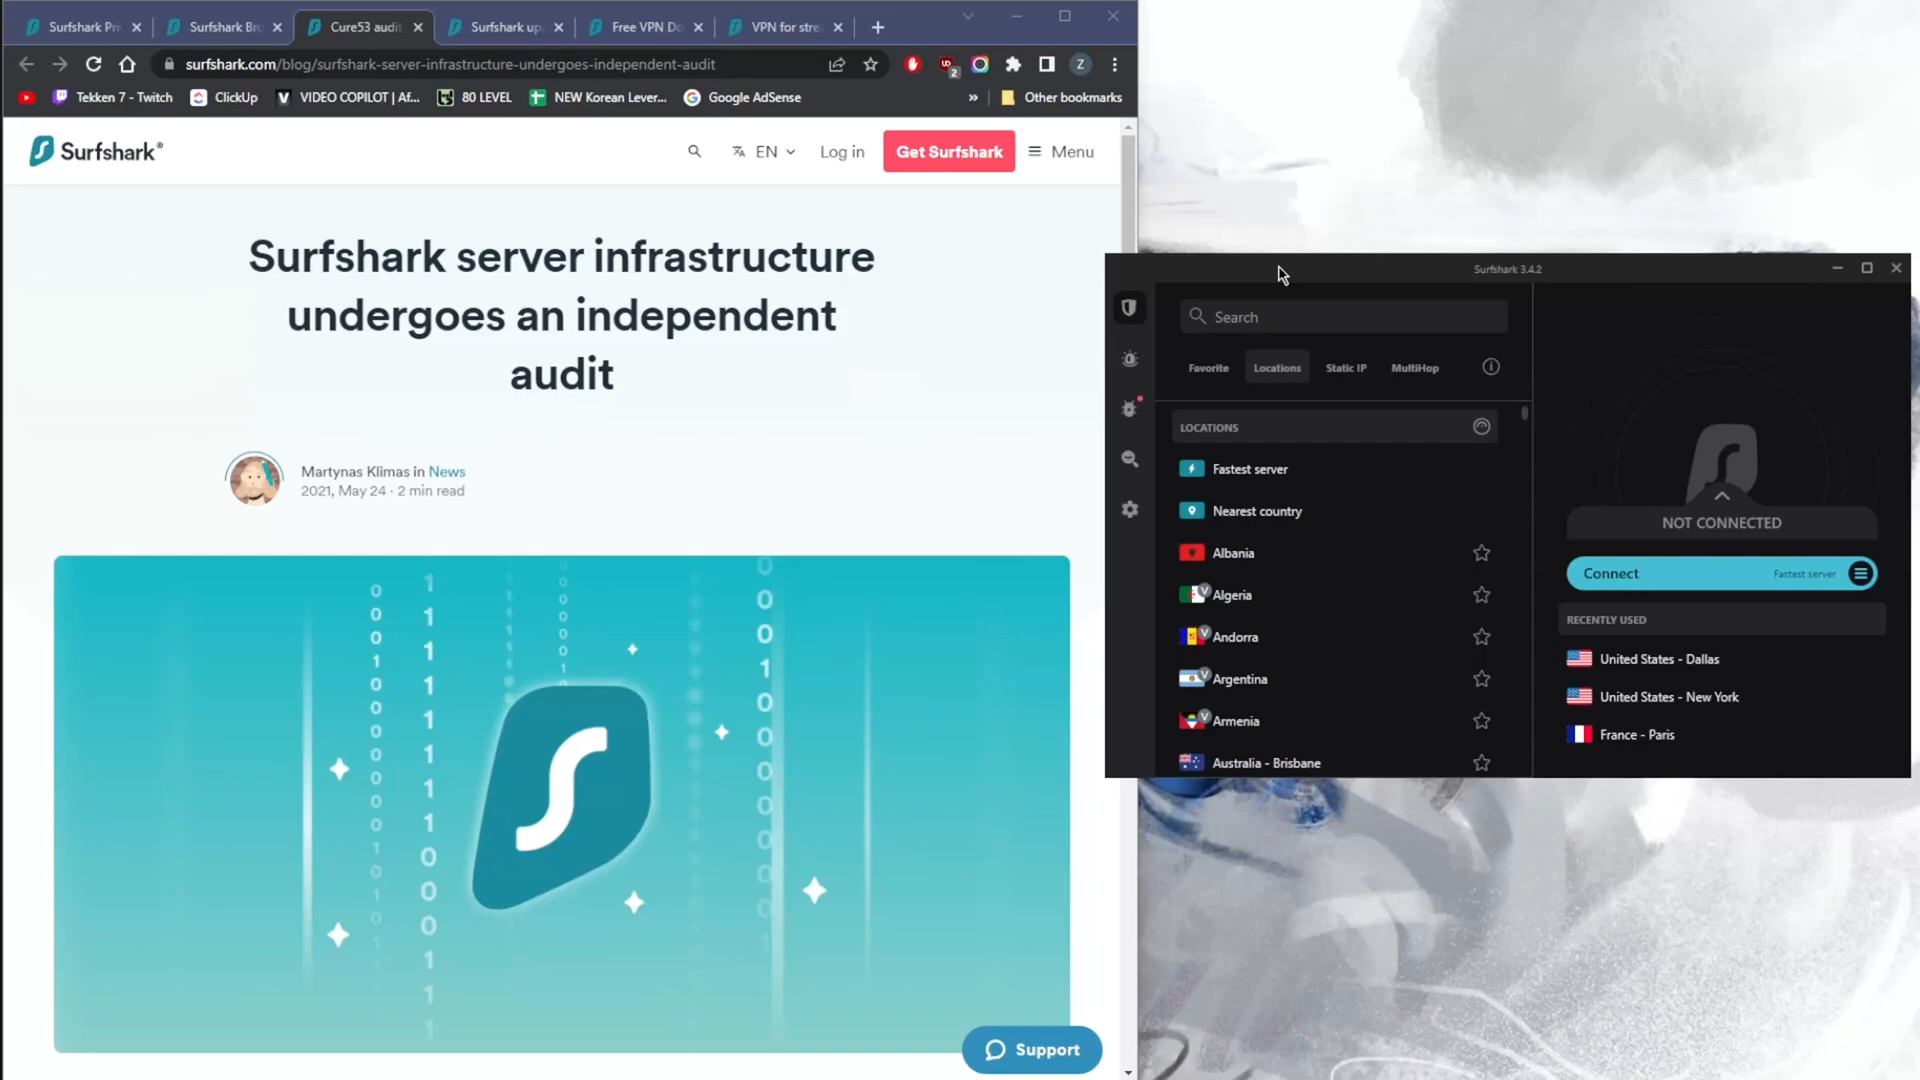 Surfshark Pri
Surfshark Bro
Cure53 audi
Surfshark up
Free VPN Do
VPN for stre
surfshark.com/blog/surfshark-server-infrastructure-undergoes-independent-audit
2
Z
Tekken 7 - Twitch
ClickUp
VIDEO COPILOT | Af...
80 LEVEL
NEW Korean Lever...
Google AdSense
»
Other bookmarks
Surfshark®
EN
Log in
Get Surfshark
Menu
Surfshark server infrastructure
undergoes an independent
audit
Martynas Klimas in News
2021, May 24 · 2 min read
Support
Surfshark 3.4.2
Search
Favorite
Locations
Static IP
MultiHop
LOCATIONS
Fastest server
Nearest country
Albania
Algeria
Andorra
Argentina
Armenia
Australia - Brisbane
NOT CONNECTED
Connect
Fastest server
RECENTLY USED
United States - Dallas
United States - New York
France - Paris